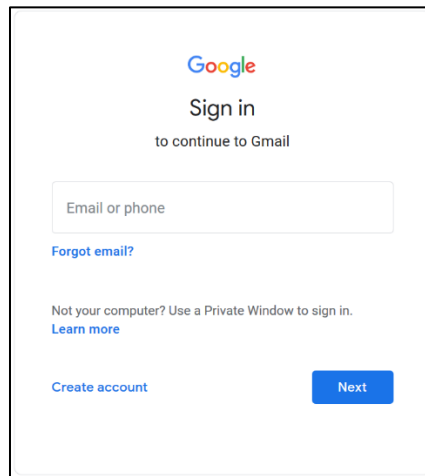 Google
Sign in
to continue to Gmail
Email or phone
Forgot email?
Not your computer? Use a Private Window to sign in.
Learn more
Create account
Next